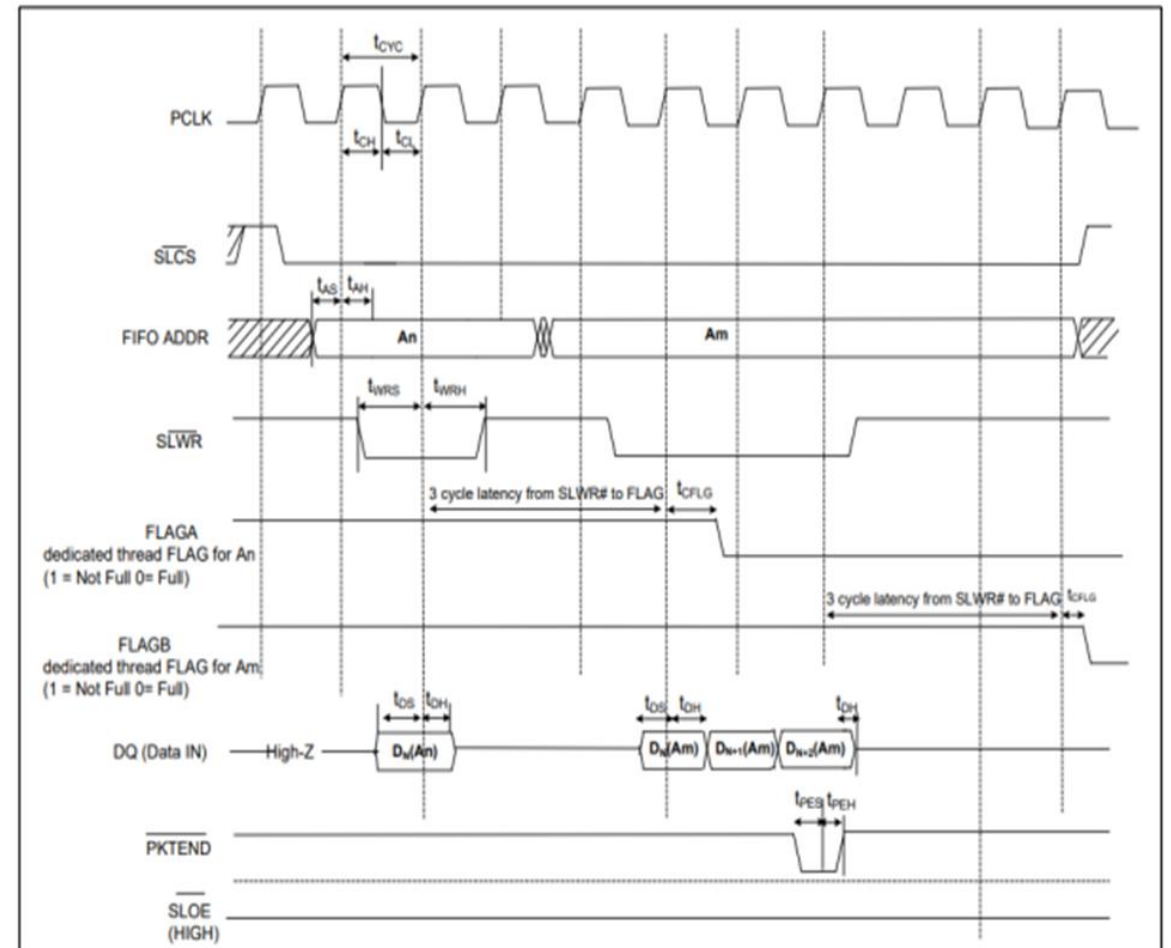 tCYC
PCLK
tCH tCL
SLCS
tAS tAH
FIFO ADDR An Am
tWRS tWRH
SLWR
3 cycle latency from SLWR# to FLAG tCFLG
FLAGA
dedicated thread FLAG for An
(1 = Not Full 0= Full)
3 cycle latency from SLWR# to FLAG tCFLG
FLAGB
dedicated thread FLAG for Am
(1 = Not Full 0= Full)
tDS tDH tDS tDH tDH
DQ (Data IN) High-Z DN(An) DN(Am) DN+1(Am) DN+2(Am)
tPES tPEH
PKTEND
SLOE
(HIGH)